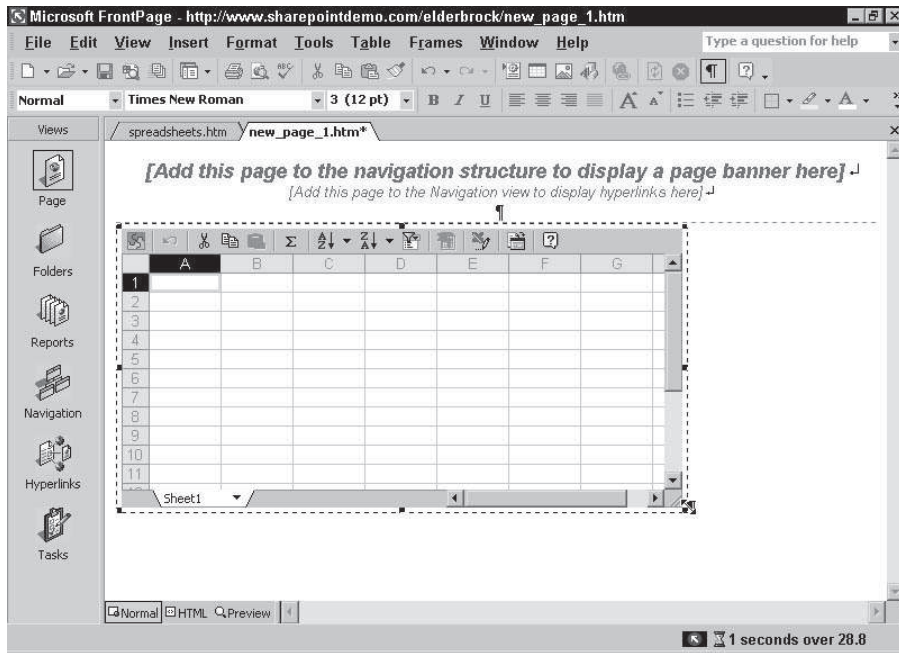 Microsoft FrontPage - http://www.sharepointdemo.com/elderbrock/new_page_1.htm
File Edit View Insert Format Tools Table Frames Window Help Type a question for help
Normal Times New Roman 3 (12 pt) B I U A A A
Views
spreadsheets.htm new_page_1.htm*
[Add this page to the navigation structure to display a page banner here]
[Add this page to the Navigation view to display hyperlinks here]
¶
Page
Folders
Reports
Navigation
Hyperlinks
Tasks
A B C D E F G
1
2
3
4
5
6
7
8
9
10
11
Sheet1
Normal HTML Preview
1 seconds over 28.8